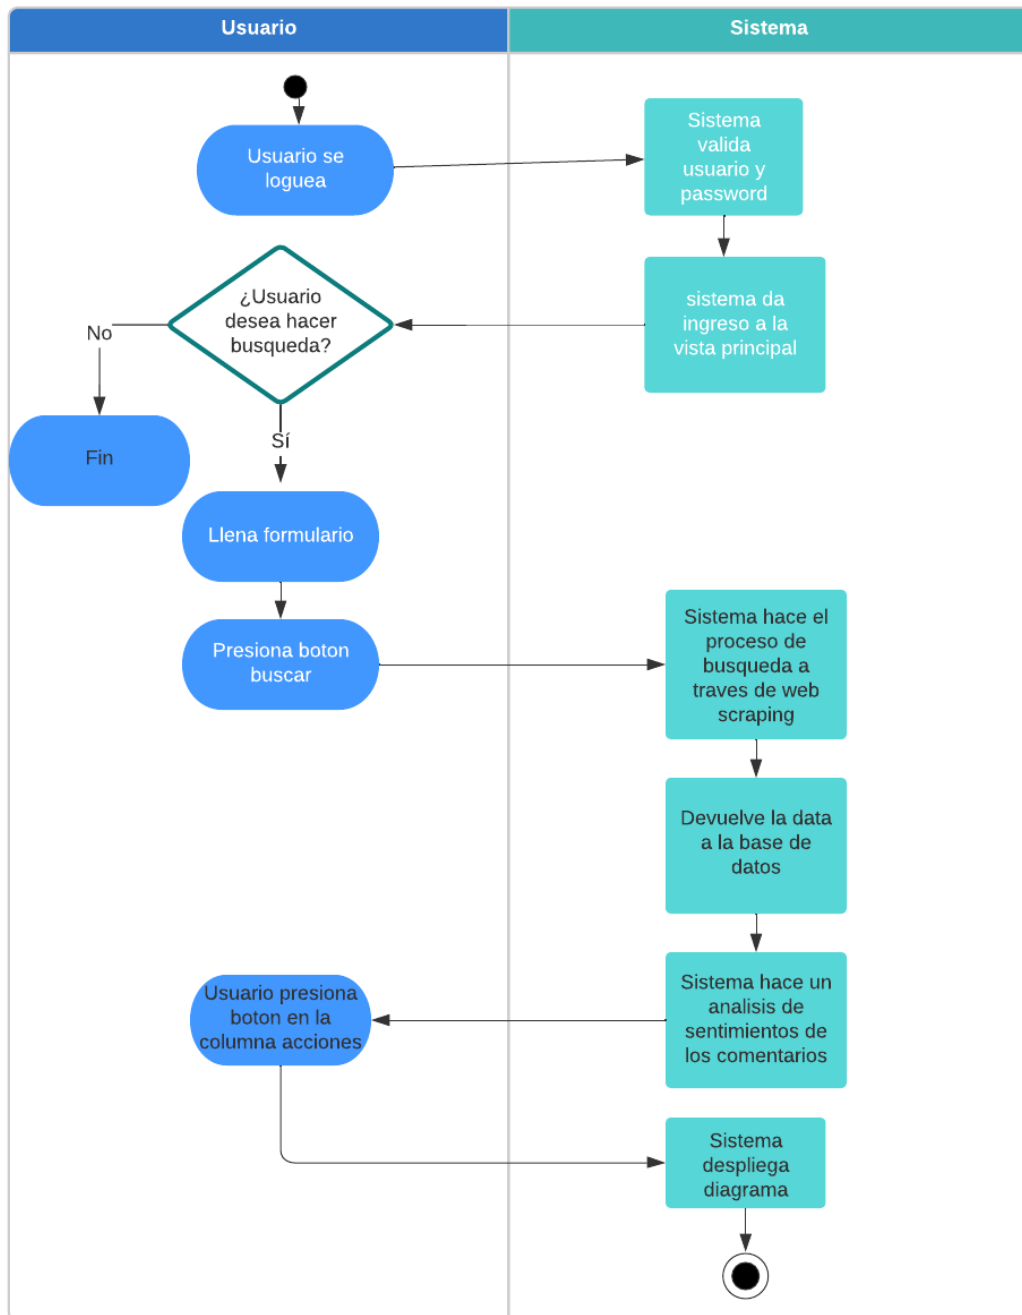 Usuario
Sistema
Usuario se
loguea
Sistema
valida
usuario y
password
sistema da
ingreso a la
vista principal
¿Usuario
desea hacer
busqueda?
No
Fin
Sí
Llena formulario
Presiona boton
buscar
Sistema hace el
proceso de
busqueda a
traves de web
scraping
Devuelve la data
a la base de
datos
Sistema hace un
analisis de
sentimientos de
los comentarios
Usuario presiona
boton en la
columna acciones
Sistema
despliega
diagrama